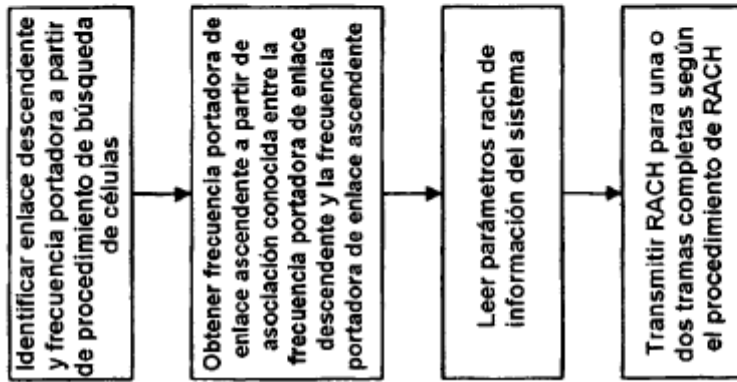 Identificar enlace descendente
y frecuencia portadora a partir
de procedimiento de búsqueda
de células
Obtener frecuencia portadora de
enlace ascendente a partir de
asociación conocida entre la
frecuencia portadora de enlace
descendente y la frecuencia
portadora de enlace ascendente
Leer parámetros rach de
información del sistema
Transmitir RACH para una o
dos tramas completas según
el procedimiento de RACH